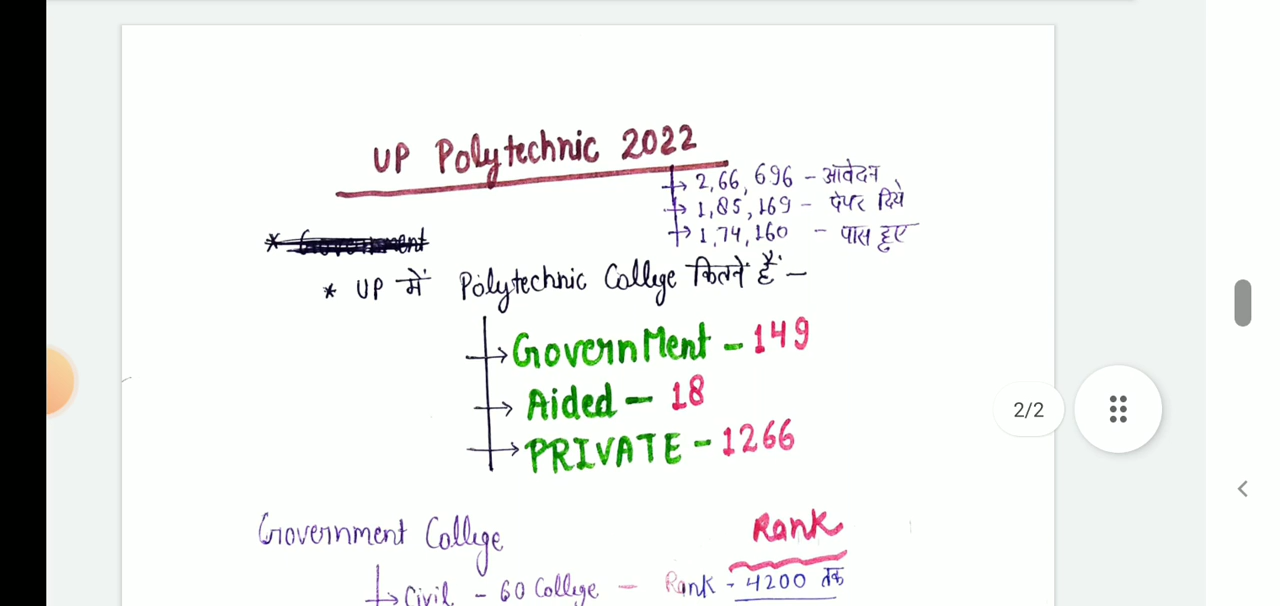 UP Polytechnic 2022
→ 2,66,696 - आवेदन
→ 1,85,169 - पेपर दिये
→ 1,74,160 - पास हुए
* Government
* UP में Polytechnic College कितने हैं -
→ Government - 149
→ Aided - 18
→ PRIVATE - 1266
2/2
Government College
Rank
→ Civil - 60 College - Rank - 4200 तक